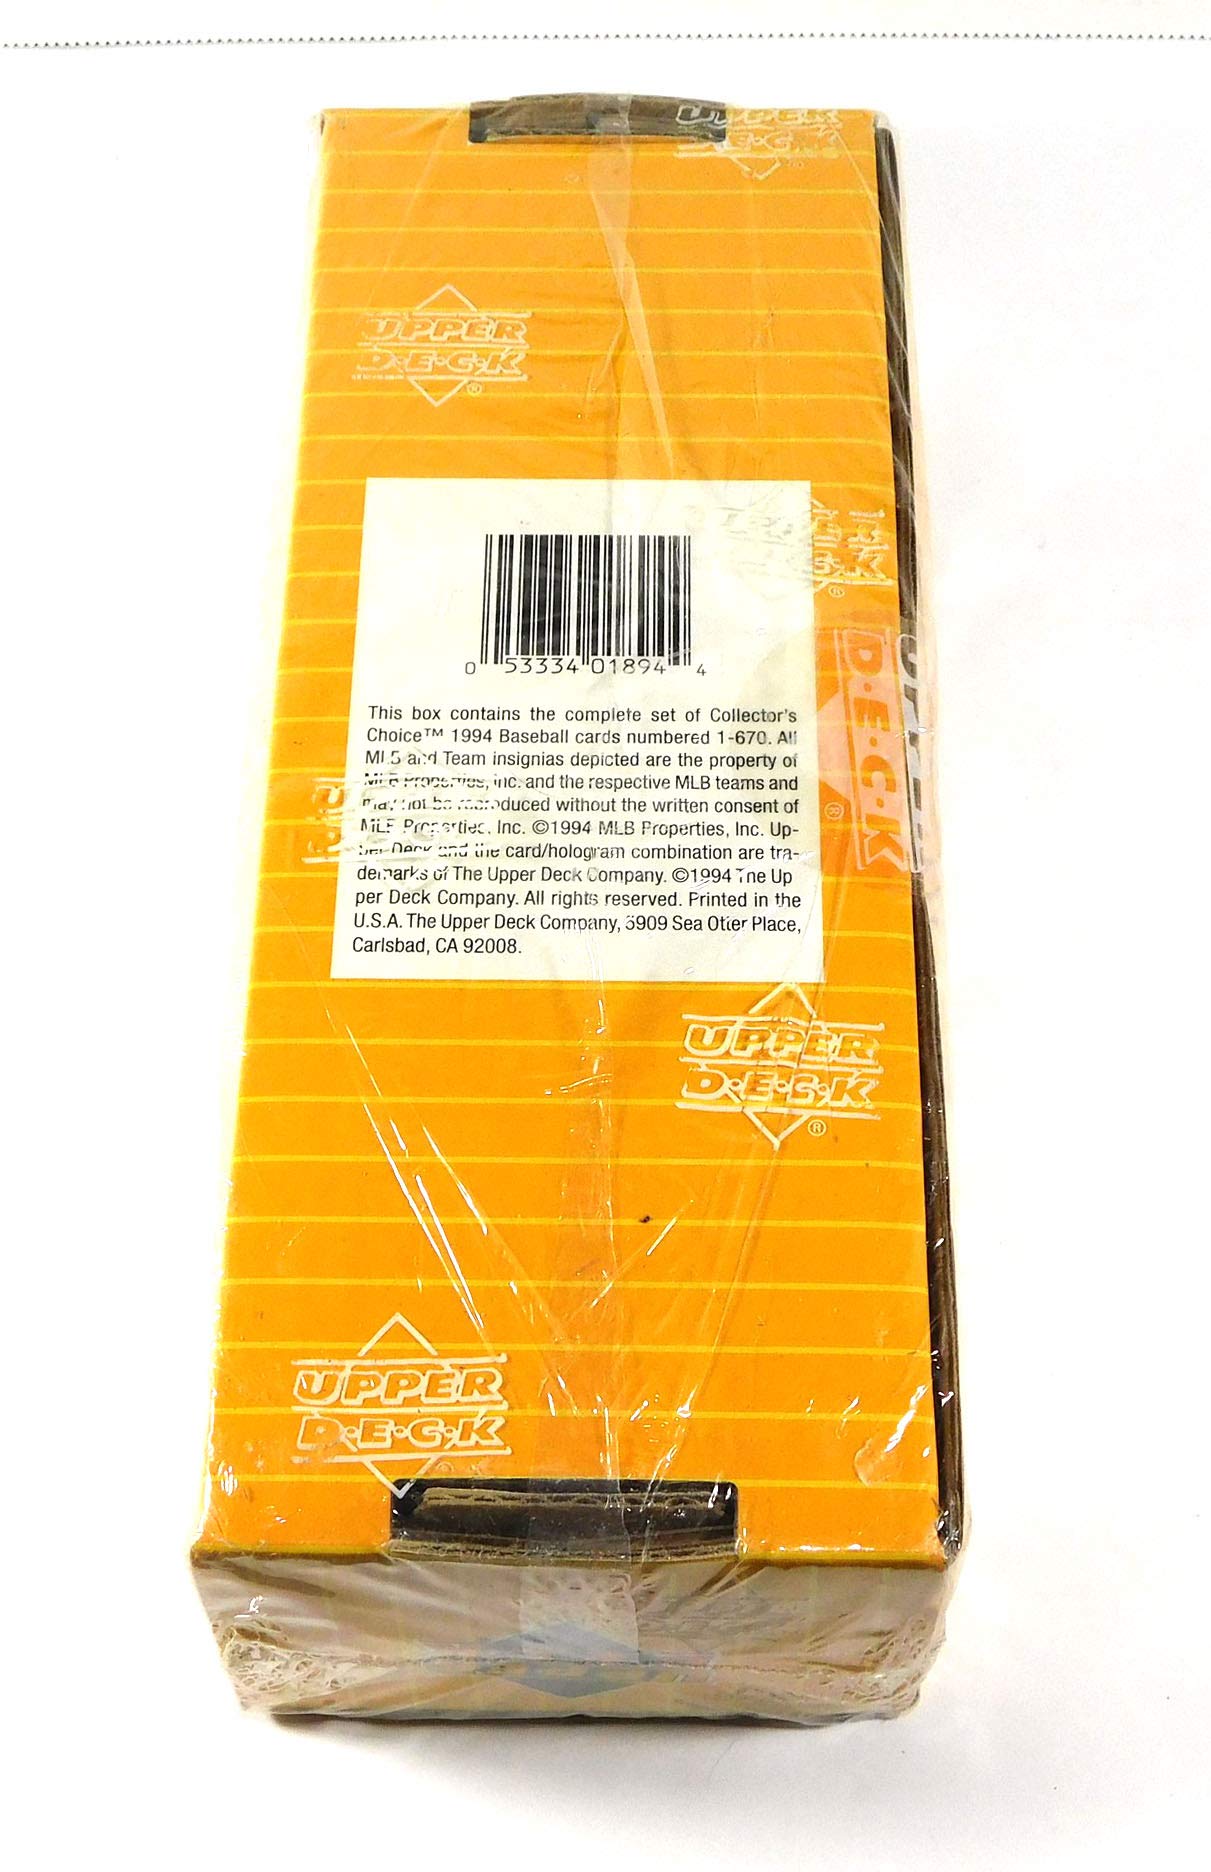 UPPER
D·E·C·K
UPPER
D·E·C·K
®
0 53334 01894 4
This box contains the complete set of Collector's
Choice™ 1994 Baseball cards numbered 1-670. All
MLB and Team insignias depicted are the property of
MLB Properties, Inc. and the respective MLB teams and
may not be reproduced without the written consent of
MLB Properties, Inc. ©1994 MLB Properties, Inc. Up-
per Deck and the card/hologram combination are tra-
demarks of The Upper Deck Company. ©1994 The Up
per Deck Company. All rights reserved. Printed in the
U.S.A. The Upper Deck Company, 5909 Sea Otter Place,
Carlsbad, CA 92008.
UPPER
D·E·C·K
®
UPPER
D·E·C·K
®
UPPER
D·E·C·K